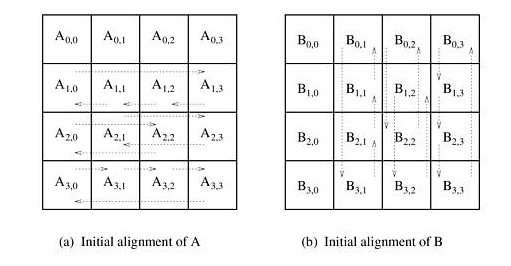 A0,0 A0,1 A0,2 A0,3 B0,0 B0,1 B0,2 B0,3
A1,0 A1,1 A1,2 A1,3 B1,0 B1,1 B1,2 B1,3
A2,0 A2,1 A2,2 A2,3 B2,0 B2,1 B2,2 B2,3
A3,0 A3,1 A3,2 A3,3 B3,0 B3,1 B3,2 B3,3
(a) Initial alignment of A (b) Initial alignment of B